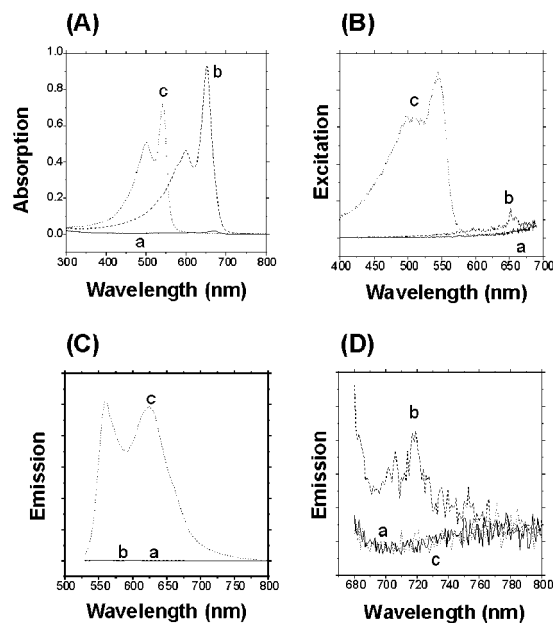 (A)
(B)
1.0
0.8
0.6
0.4
0.2
0.0
Absorption
c
b
a
300 400 500 600 700 800
Wavelength (nm)
Excitation
c
b
a
400 450 500 550 600 650 700
Wavelength (nm)
(C)
(D)
Emission
c
b a
500 550 600 650 700 750 800
Wavelength (nm)
Emission
b
a
c
680 700 720 740 760 780 800
Wavelength (nm)